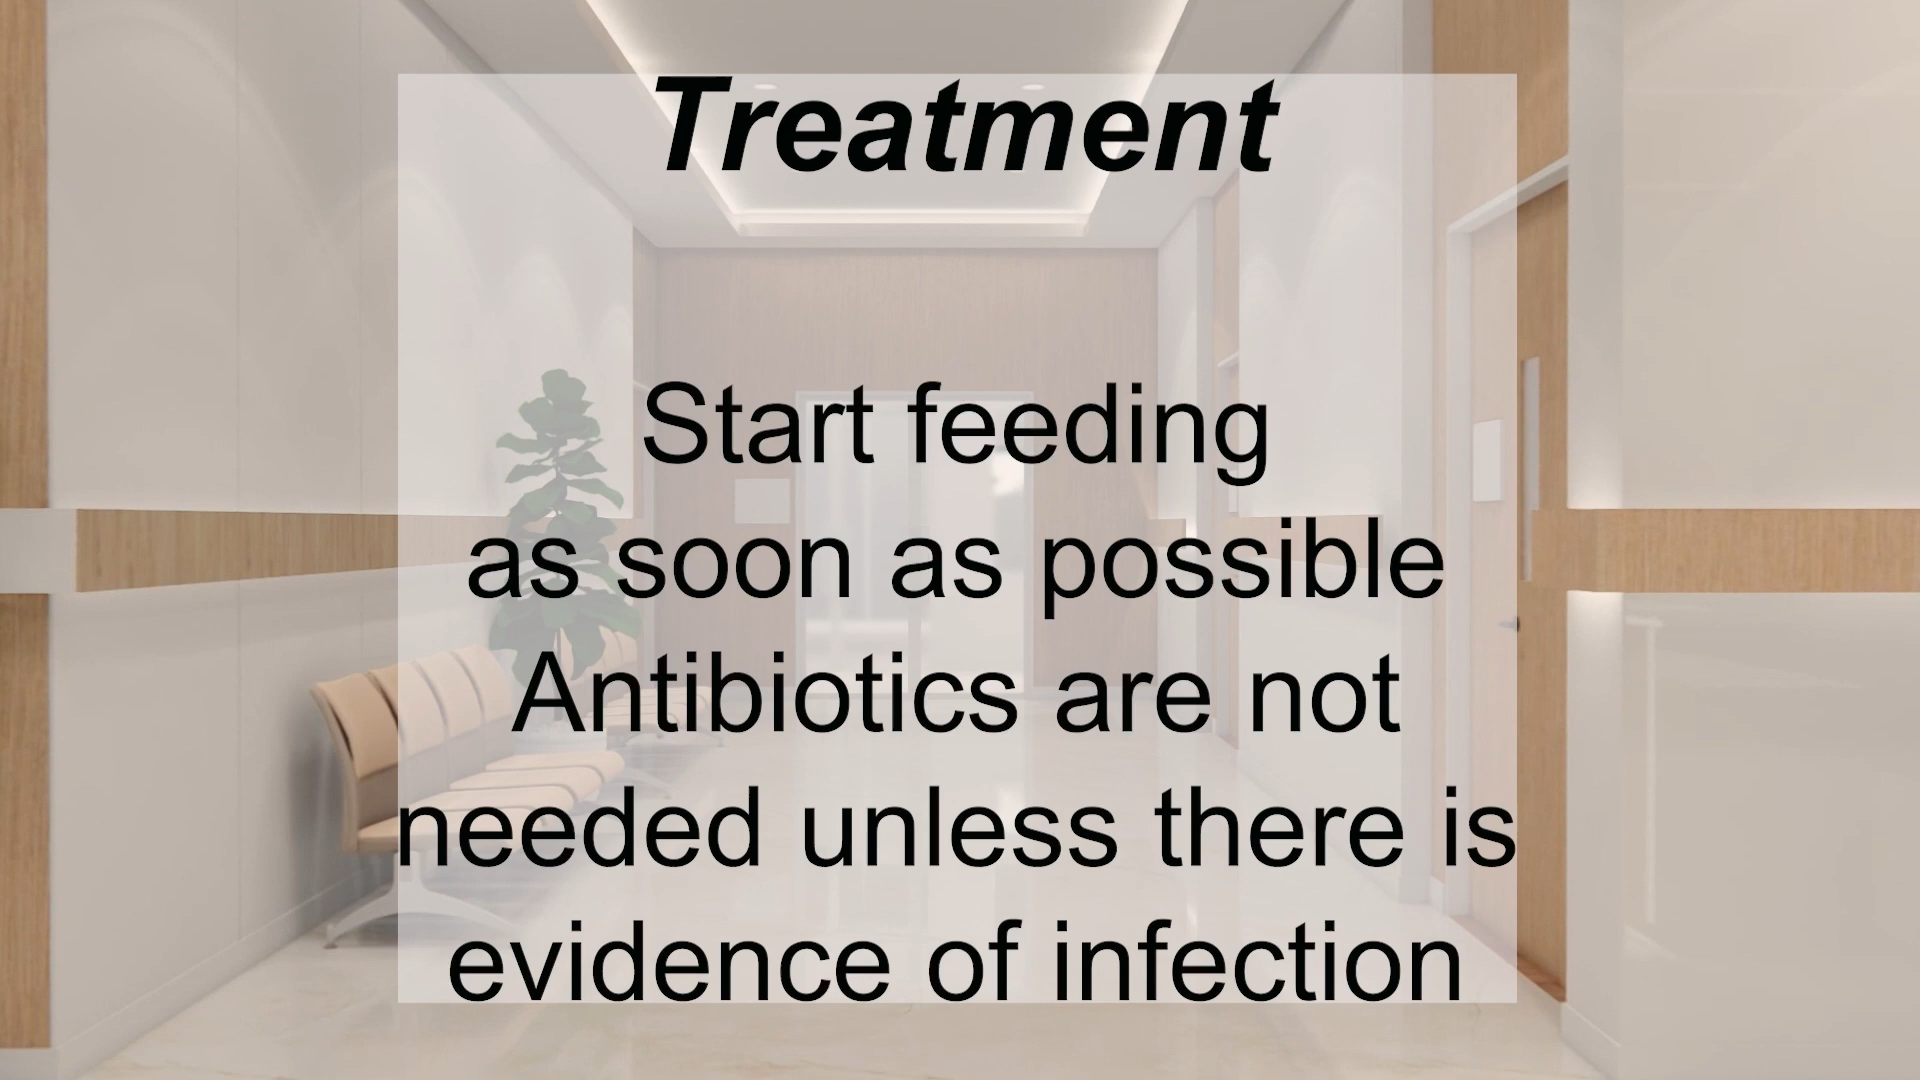 Treatment
Start feeding
as soon as possible
Antibiotics are not
needed unless there is
evidence of infection